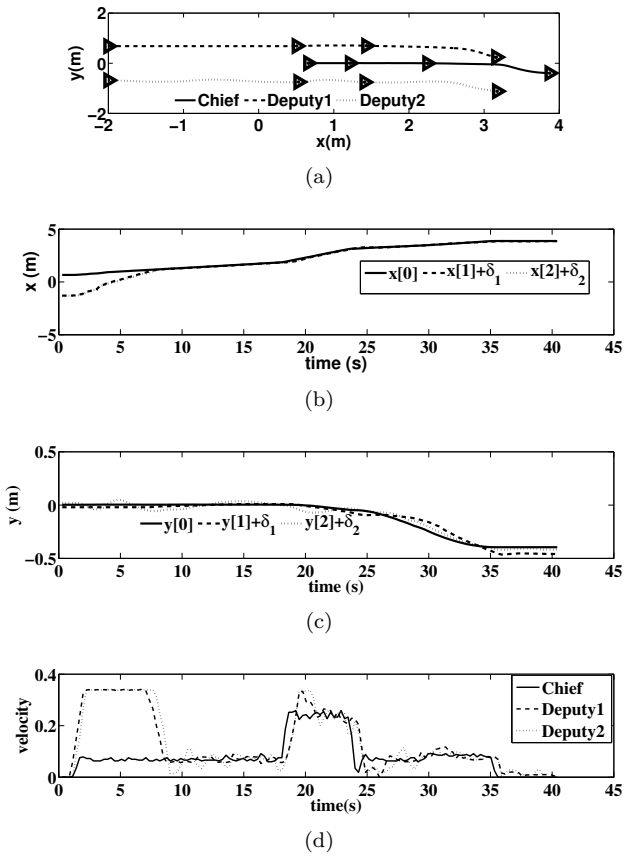 2
0
−2
y(m)
Chief Deputy1 Deputy2
−2 −1 0 1 2 3 4
x(m)
(a)
5
0
−5
x (m)
x[0] x[1]+δ1 x[2]+δ2
0 5 10 15 20 25 30 35 40 45
time (s)
(b)
0.5
0
−0.5
y (m)
y[0] y[1]+δ1 y[2]+δ2
0 5 10 15 20 25 30 35 40 45
time (s)
(c)
0.4
0.2
0
velocity
Chief
Deputy1
Deputy2
0 5 10 15 20 25 30 35 40 45
time(s)
(d)